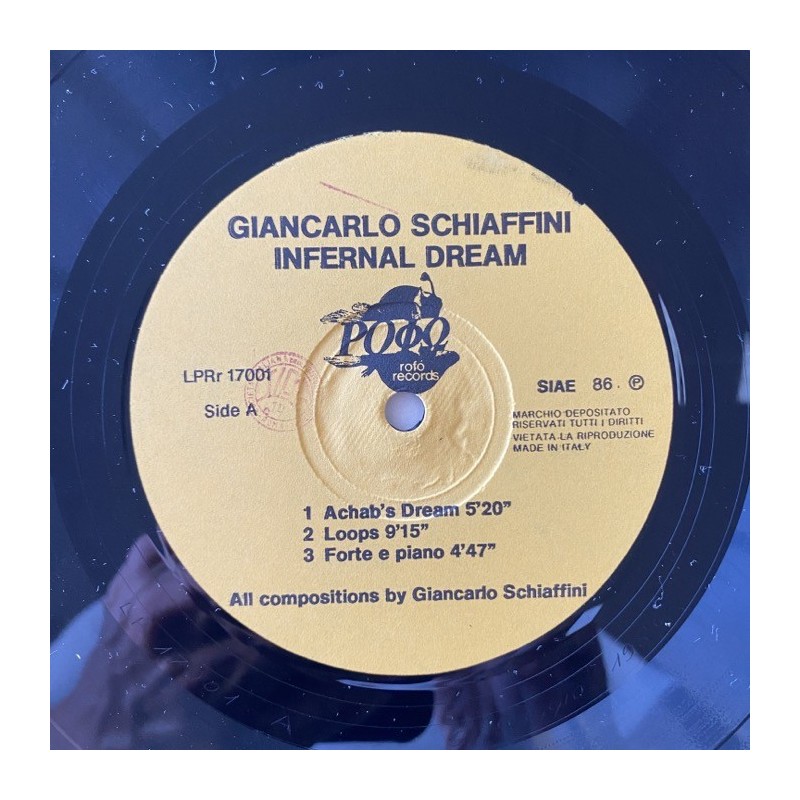 GIANCARLO SCHIAFFINI
INFERNAL DREAM
ΡΟΦΩ
rofó
records
LPRr 17001
Side A
SIAE 86. ℗
MARCHIO DEPOSITATO
RISERVATI TUTTI I DIRITTI
VIETATA LA RIPRODUZIONE
MADE IN ITALY
1 Achab's Dream 5'20"
2 Loops 9'15"
3 Forte e piano 4'47"
All compositions by Giancarlo Schiaffini